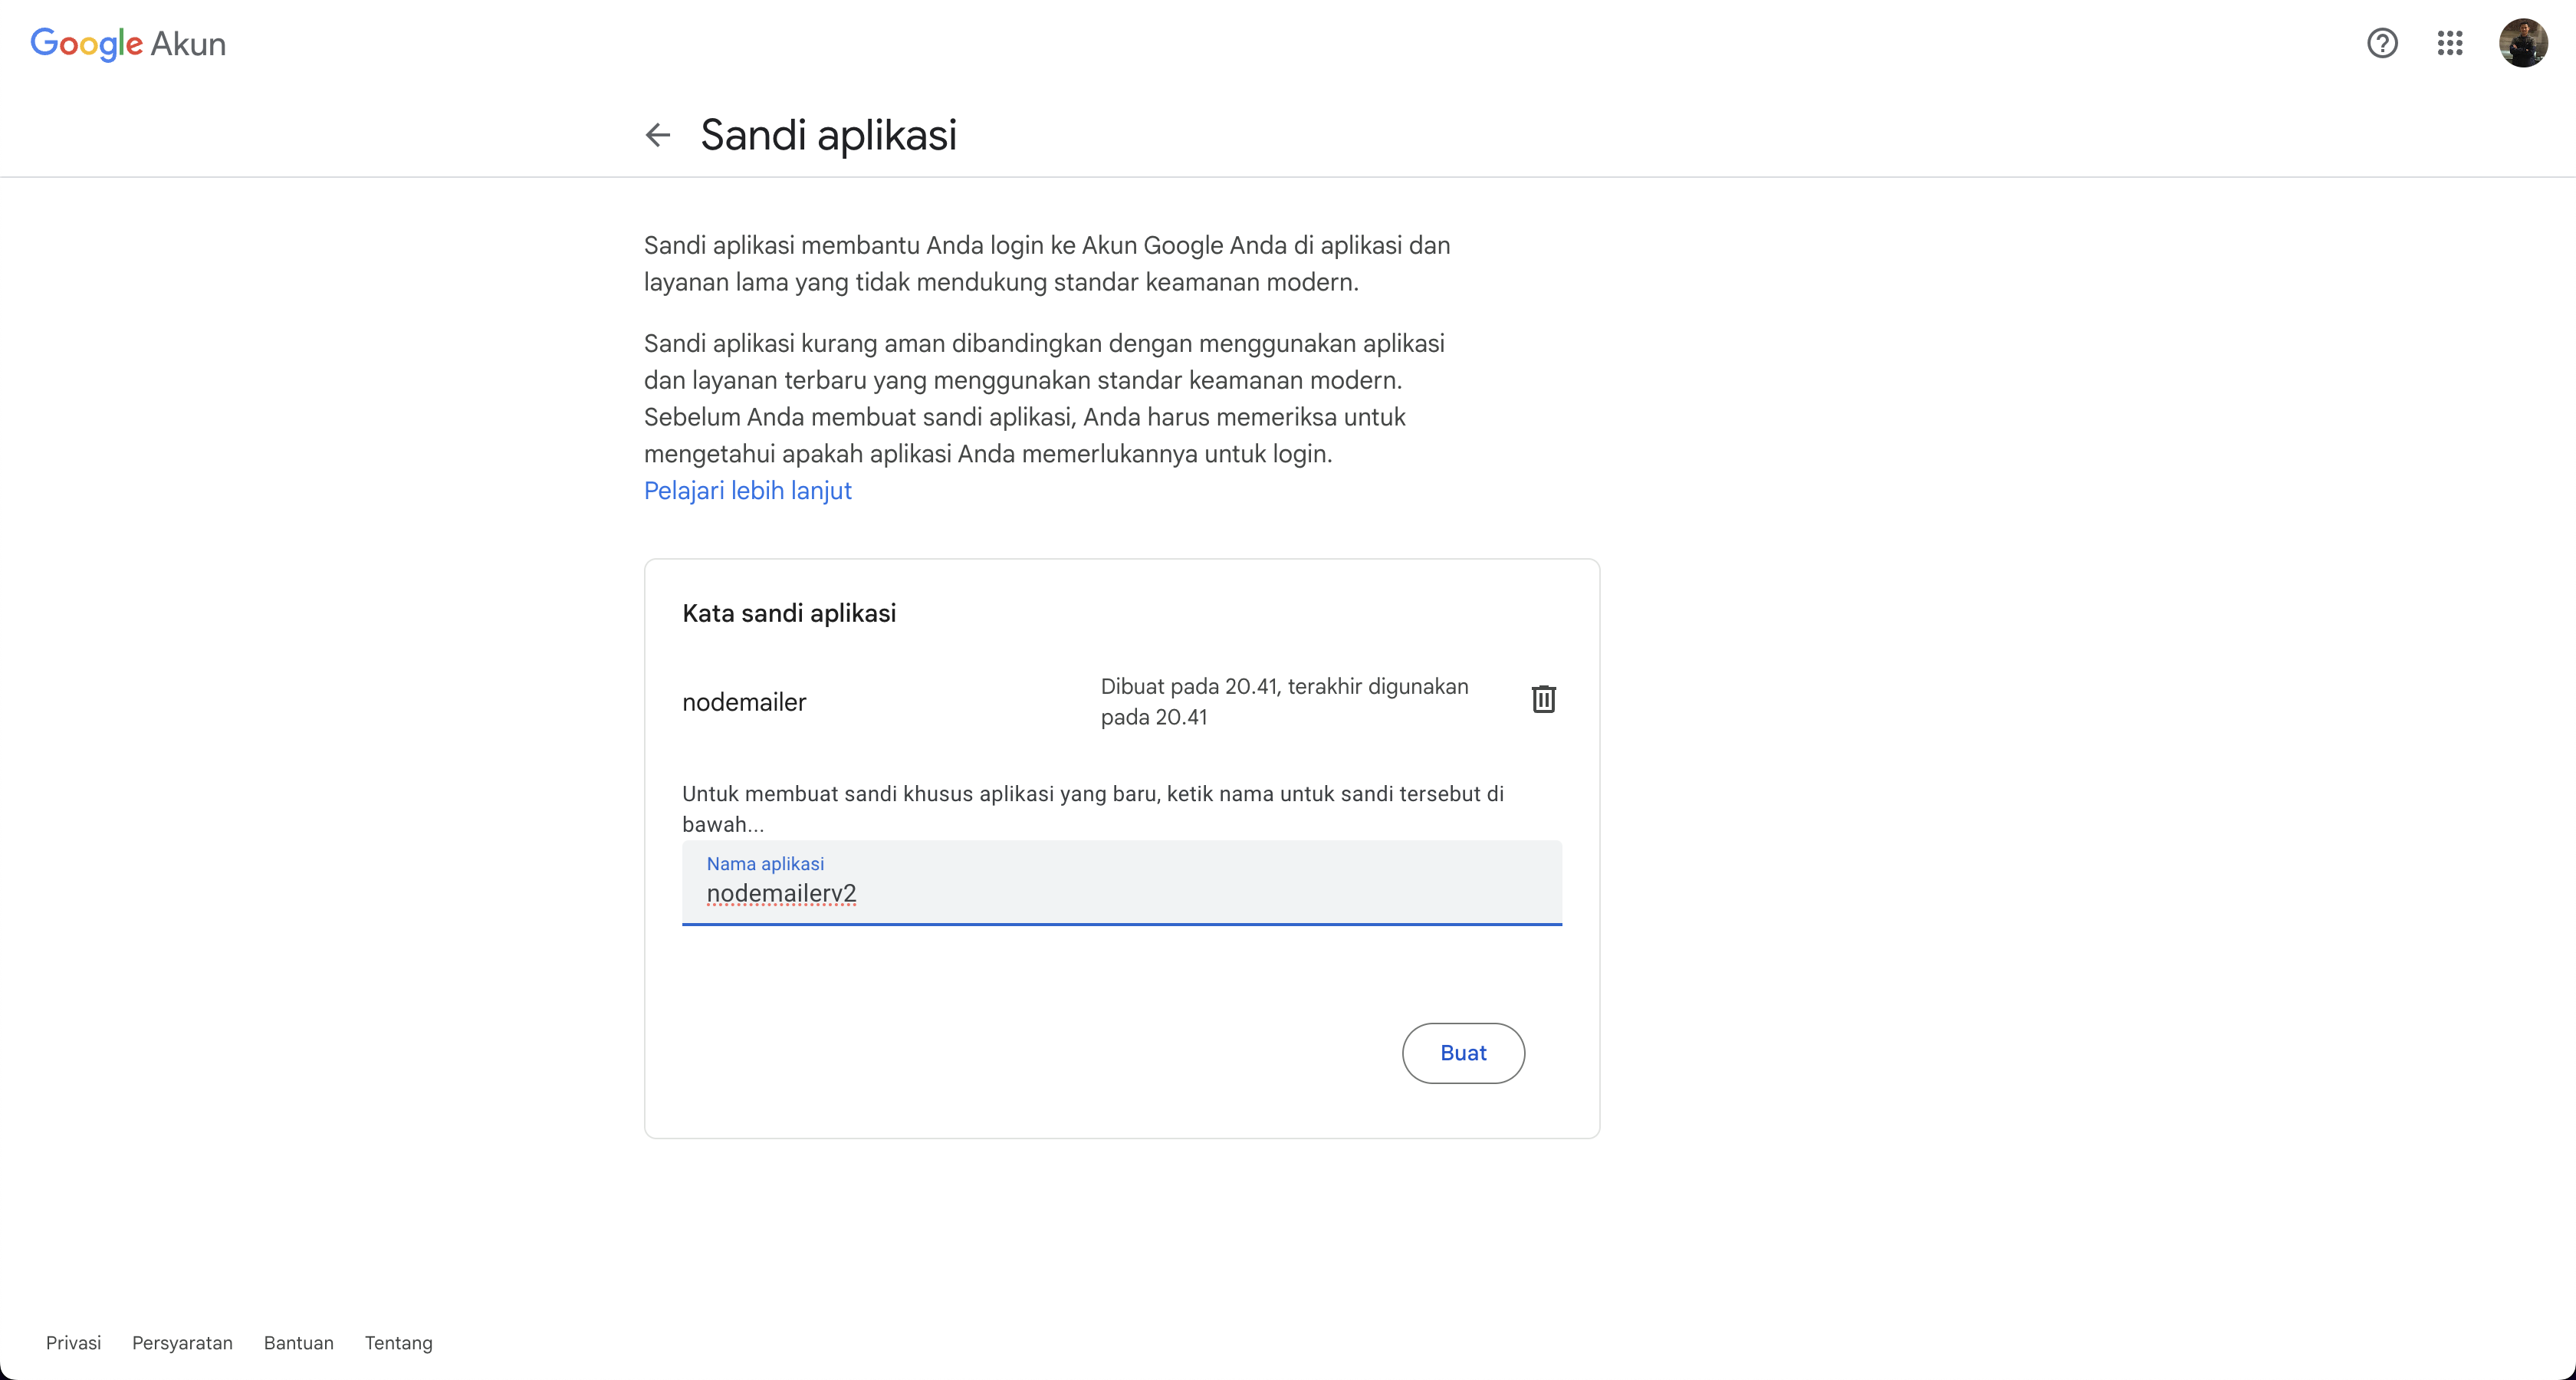 Google Akun
Sandi aplikasi
Sandi aplikasi membantu Anda login ke Akun Google Anda di aplikasi dan
layanan lama yang tidak mendukung standar keamanan modern.
Sandi aplikasi kurang aman dibandingkan dengan menggunakan aplikasi
dan layanan terbaru yang menggunakan standar keamanan modern.
Sebelum Anda membuat sandi aplikasi, Anda harus memeriksa untuk
mengetahui apakah aplikasi Anda memerlukannya untuk login.
Pelajari lebih lanjut
Kata sandi aplikasi
nodemailer
Dibuat pada 20.41, terakhir digunakan
pada 20.41
Untuk membuat sandi khusus aplikasi yang baru, ketik nama untuk sandi tersebut di
bawah...
Nama aplikasi
nodemailerv2
Buat
Privasi Persyaratan Bantuan Tentang